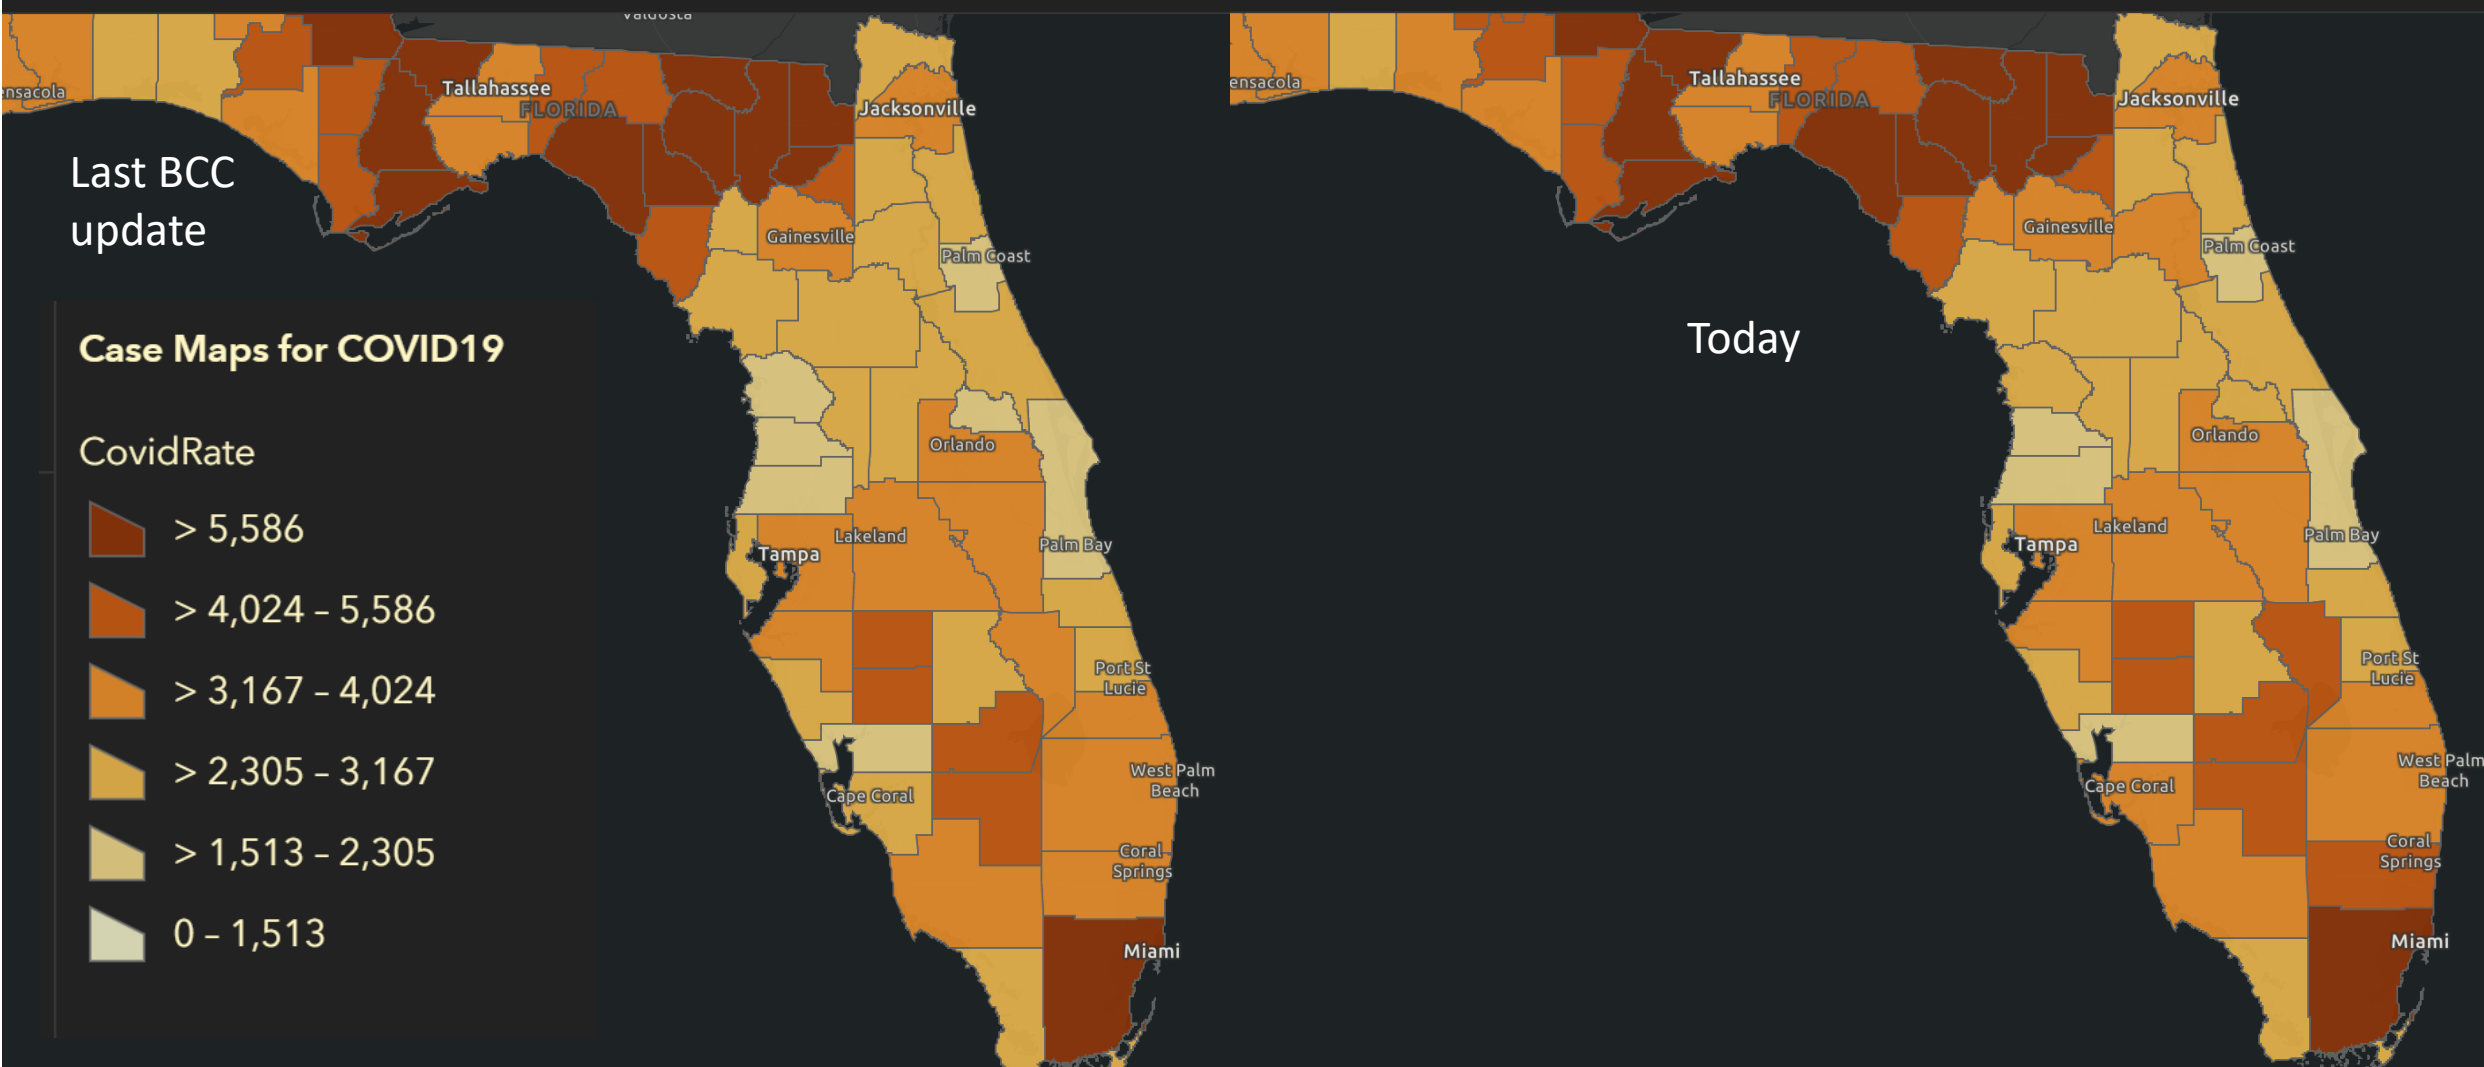 Valdosta
ensacola
Tallahassee
FLORIDA
Jacksonville
Last BCC
update
Gainesville
Palm Coast
Case Maps for COVID19
CovidRate
> 5,586
> 4,024 – 5,586
> 3,167 – 4,024
> 2,305 – 3,167
> 1,513 – 2,305
0 – 1,513
Orlando
Lakeland
Tampa
Palm Bay
Port St
Lucie
West Palm
Beach
Cape Coral
Coral
Springs
Miami
ensacola
Tallahassee
FLORIDA
Jacksonville
Gainesville
Palm Coast
Today
Orlando
Lakeland
Tampa
Palm Bay
Port St
Lucie
West Palm
Beach
Cape Coral
Coral
Springs
Miami